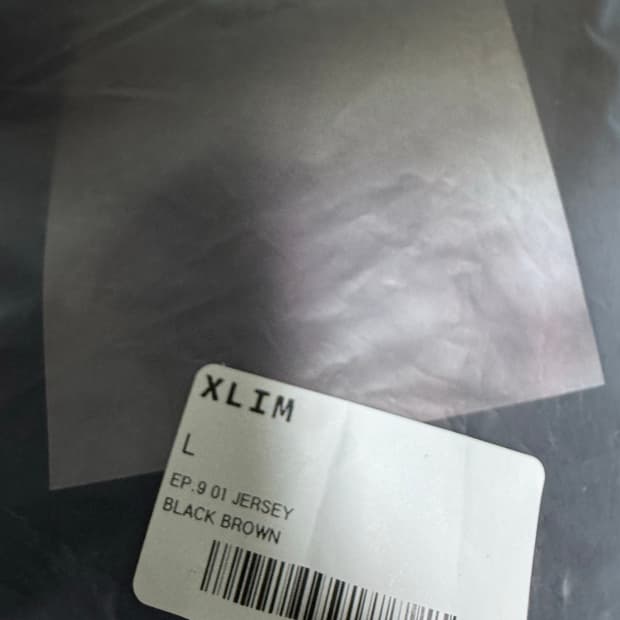 XLIM
L
EP.9 01 JERSEY
BLACK BROWN